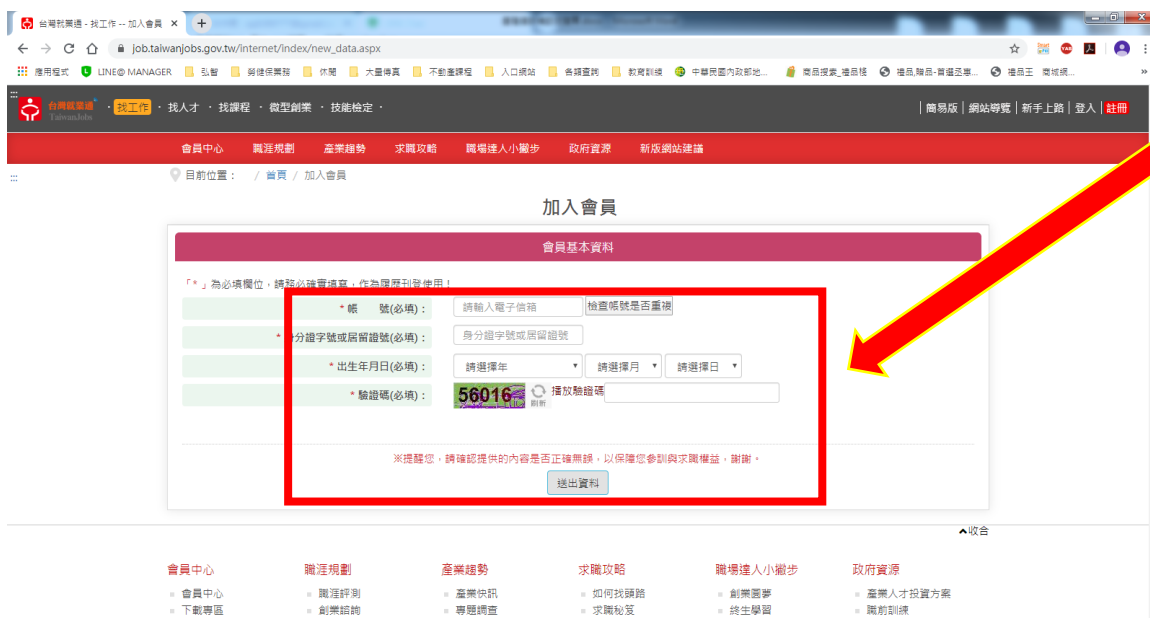 台灣就業通 - 找工作 -- 加入會員
job.taiwanjobs.gov.tw/internet/index/new_data.aspx
應用程式 LINE@ MANAGER 弘智 勞健保業務 休閒 大量傳真 不動產課程 人口網站 各類查詢 教育訓練 中華民國內政部地... 商品搜索_禮品怪 禮品,贈品-首選丞專... 禮品王 商城網... »
台灣就業通 · 找工作 · 找人才 · 找課程 · 微型創業 · 技能檢定 · | 簡易版 | 網站導覽 | 新手上路 | 登入 | 註冊
TaiwanJobs
會員中心 職涯規劃 產業趨勢 求職攻略 職場達人小撇步 政府資源 新版網站建議
::: 目前位置： / 首頁 / 加入會員
加入會員
會員基本資料
「* 」為必填欄位，請務必確實填寫，作為履歷刊登使用！
* 帳 號(必填)： 請輸入電子信箱 檢查帳號是否重複
* 身分證字號或居留證號(必填)： 身分證字號或居留證號
* 出生年月日(必填)： 請選擇年 請選擇月 請選擇日
* 驗證碼(必填)： 56016 刷新 播放驗證碼
※提醒您，請確認提供的內容是否正確無誤，以保障您參訓與求職權益，謝謝。
送出資料
收合
會員中心 職涯規劃 產業趨勢 求職攻略 職場達人小撇步 政府資源
會員中心 職涯評測 產業快訊 如何找頭路 創業圓夢 產業人才投資方案
下載專區 創業諮詢 專題調查 求職秘笈 終生學習 職前訓練